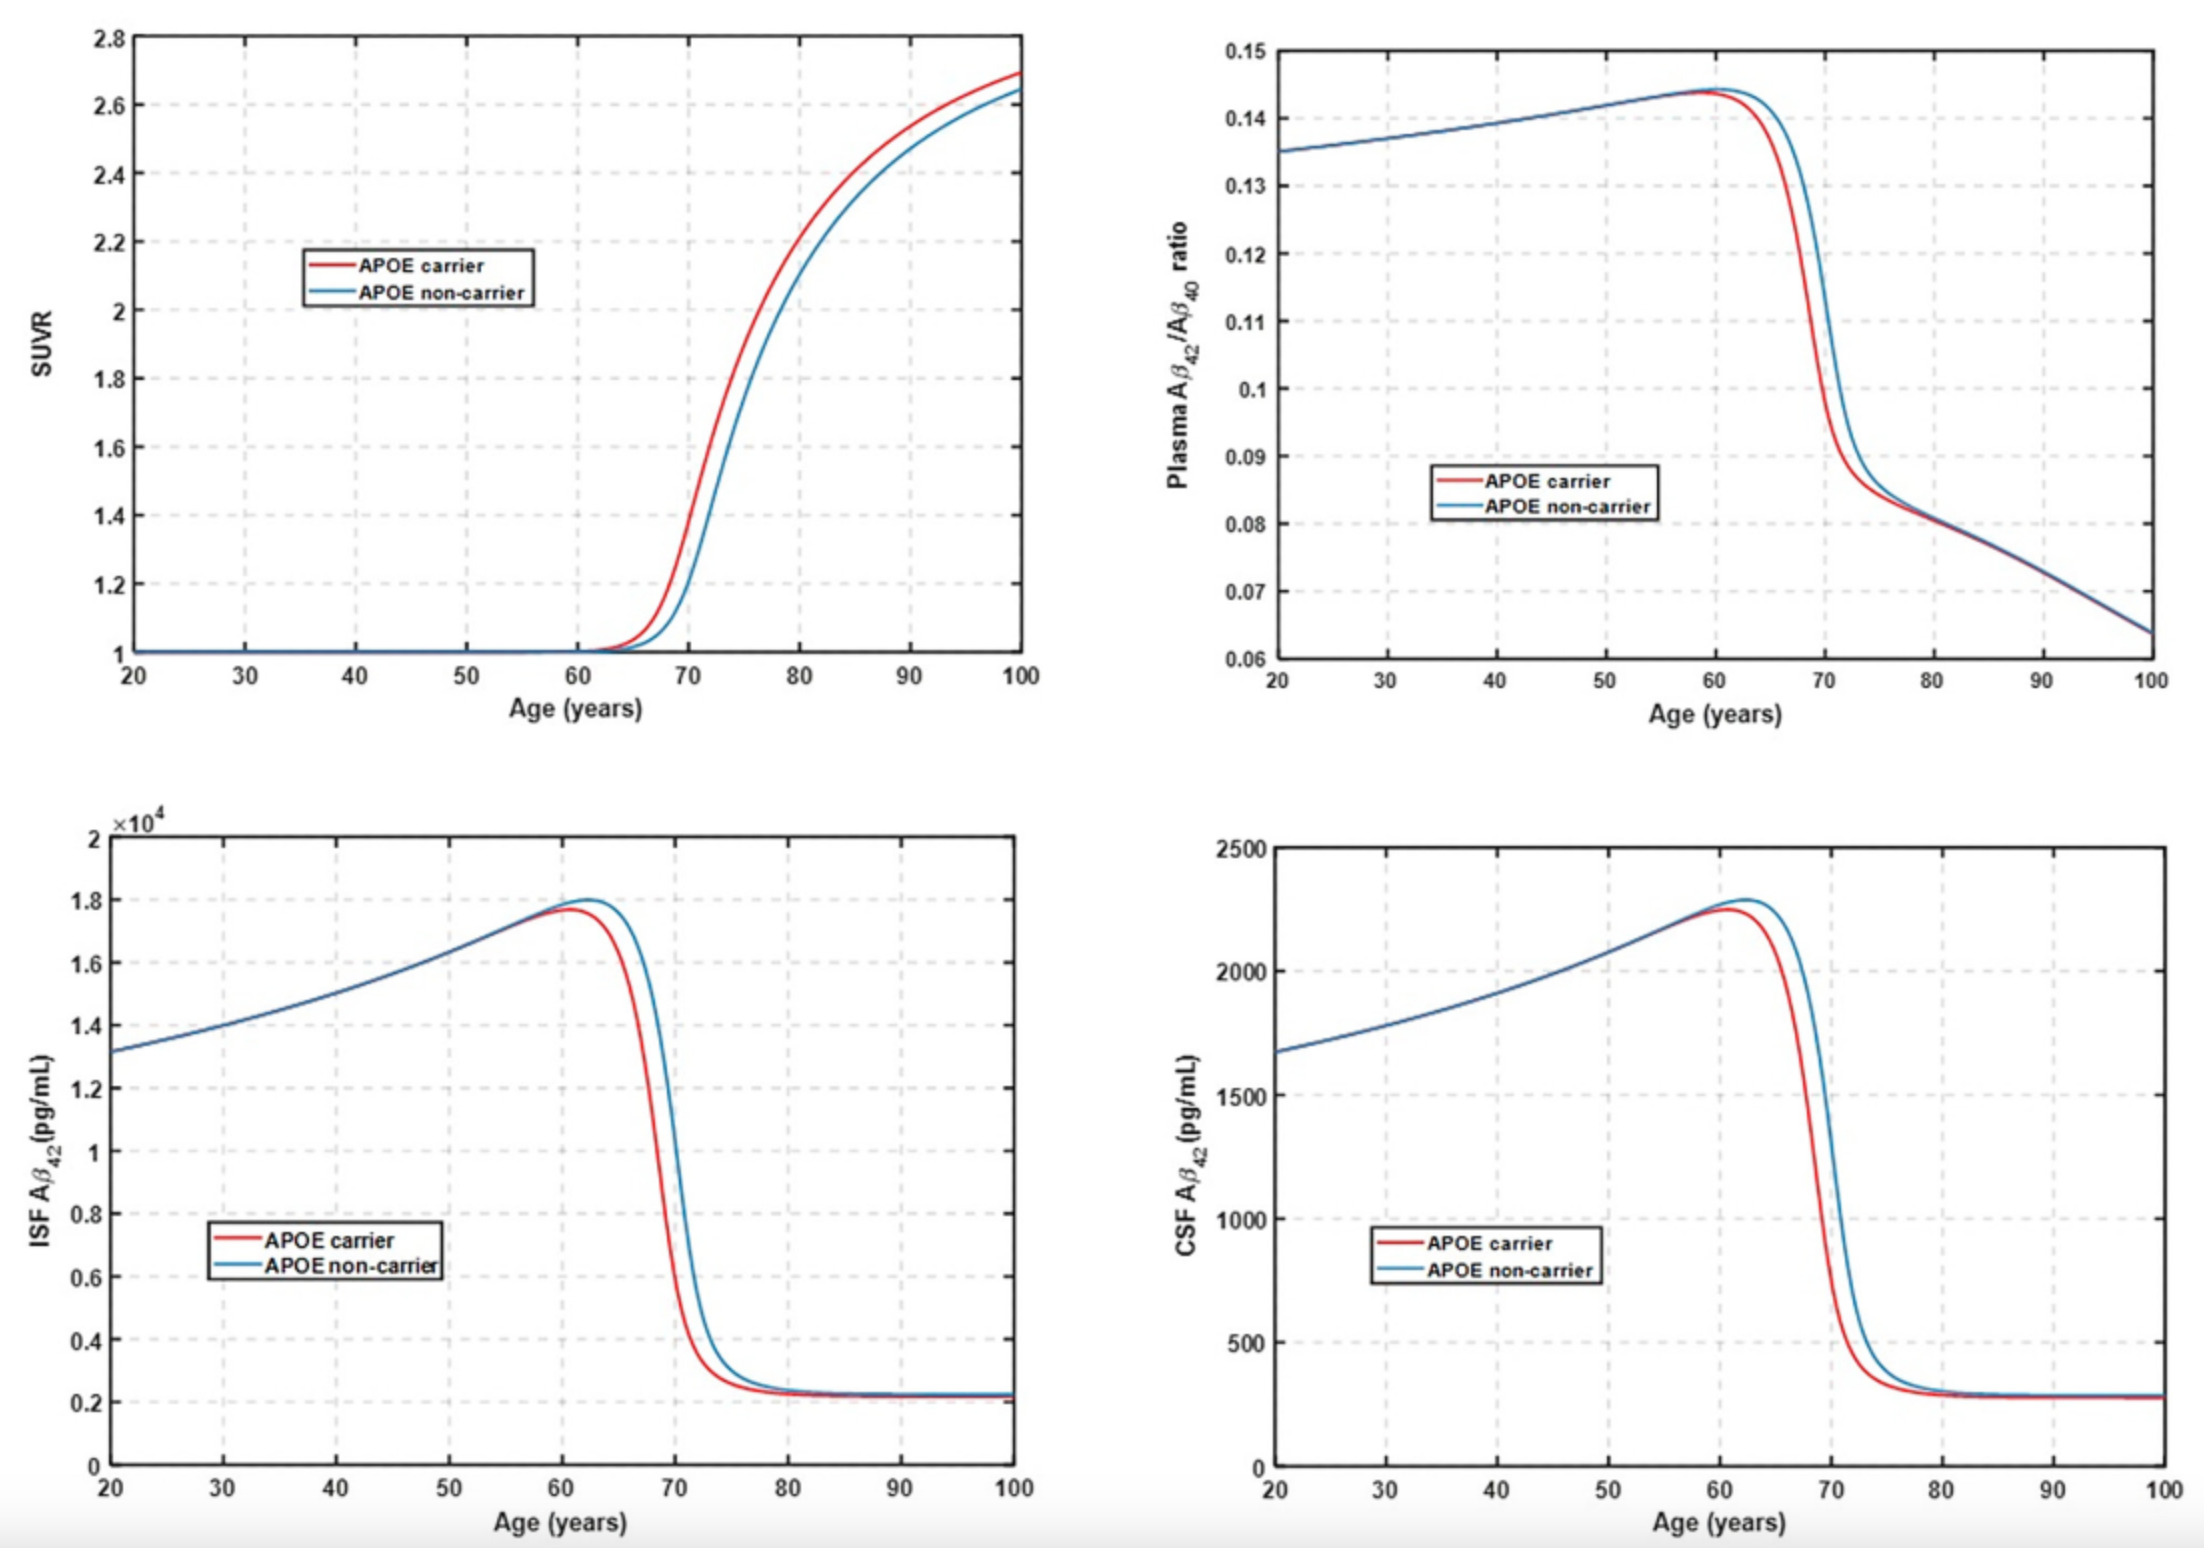 2.8
2.6
2.4
2.2
2
1.8
1.6
1.4
1.2
1
SUVR
APOE carrier
APOE non-carrier
20 30 40 50 60 70 80 90 100
Age (years)
0.15
0.14
0.13
0.12
0.11
0.1
0.09
0.08
0.07
0.06
Plasma Aβ42/Aβ40 ratio
APOE carrier
APOE non-carrier
20 30 40 50 60 70 80 90 100
Age (years)
×10^4
2
1.8
1.6
1.4
1.2
1
0.8
0.6
0.4
0.2
0
ISF Aβ42(pg/mL)
APOE carrier
APOE non-carrier
20 30 40 50 60 70 80 90 100
Age (years)
2500
2000
1500
1000
500
0
CSF Aβ42(pg/mL)
APOE carrier
APOE non-carrier
20 30 40 50 60 70 80 90 100
Age (years)